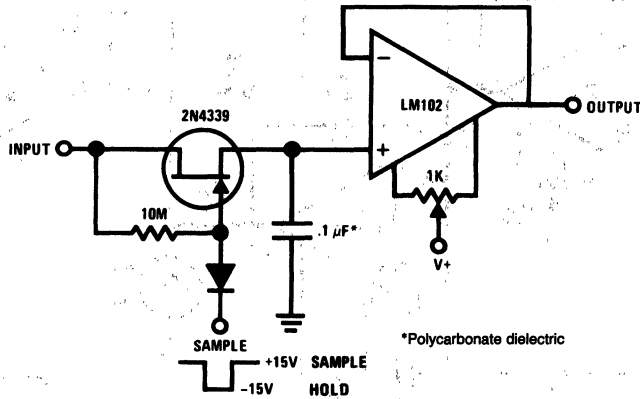 2N4339
LM102
OUTPUT
INPUT
−
+
1K
10M
.1 µF*
V+
SAMPLE
*Polycarbonate dielectric
+15V SAMPLE
−15V HOLD